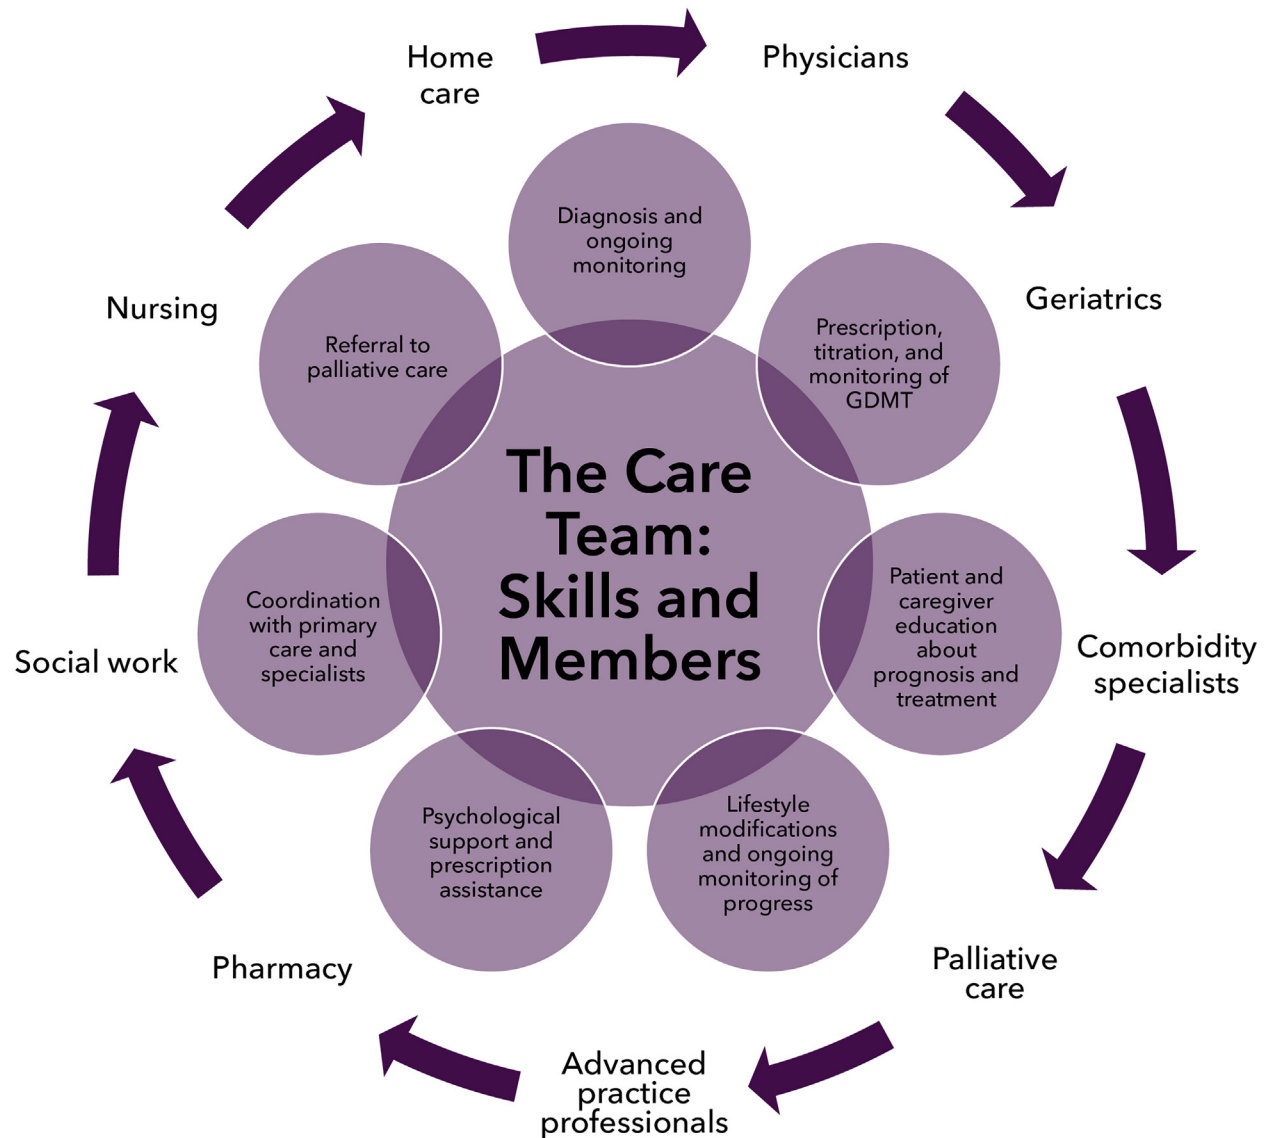 Home
care
Physicians
Geriatrics
Comorbidity
specialists
Palliative
care
Advanced
practice
professionals
Pharmacy
Social work
Nursing
Diagnosis and
ongoing
monitoring
Prescription,
titration, and
monitoring of
GDMT
Patient and
caregiver
education
about
prognosis and
treatment
Lifestyle
modifications
and ongoing
monitoring of
progress
Psychological
support and
prescription
assistance
Coordination
with primary
care and
specialists
Referral to
palliative care
The Care
Team:
Skills and
Members